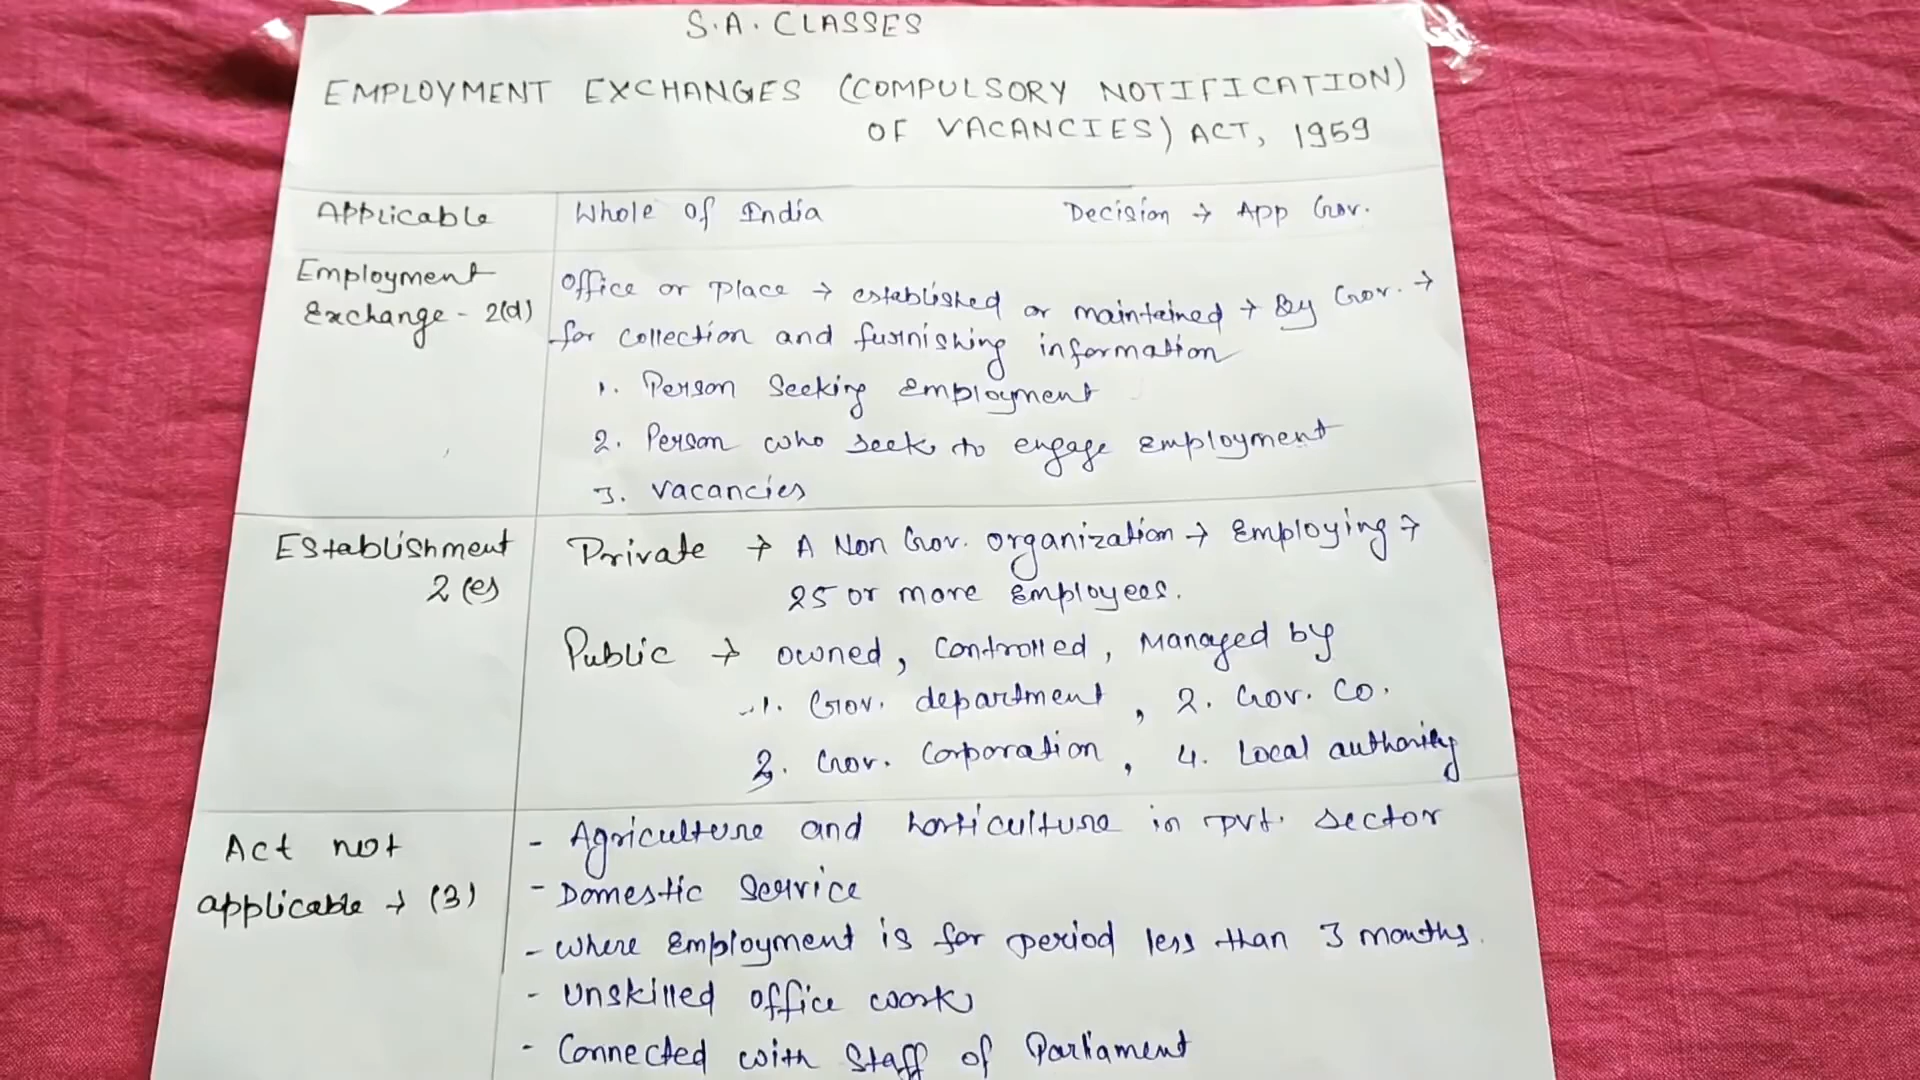 S.A. CLASSES
EMPLOYMENT EXCHANGES (COMPULSORY NOTIFICATION)
OF VACANCIES) ACT, 1959
Applicable
Whole of India
Decision → App Gov.
Employment
Exchange - 2(d)
Office or Place → established or maintained → By Gov. →
for collection and furnishing information
1. Person Seeking Employment
2. Person who seek to engage employment
3. Vacancies
Establishment
2(e)
Private → A Non Gov. organization → Employing →
25 or more employees.
Public → owned, controlled, Managed by
1. Gov. department, 2. Gov. Co.
3. Gov. Corporation, 4. Local authority
Act not
applicable → (3)
- Agriculture and horticulture in Pvt. sector
- Domestic Service
- where Employment is for period less than 3 months.
- Unskilled office work
- Connected with Staff of Parliament